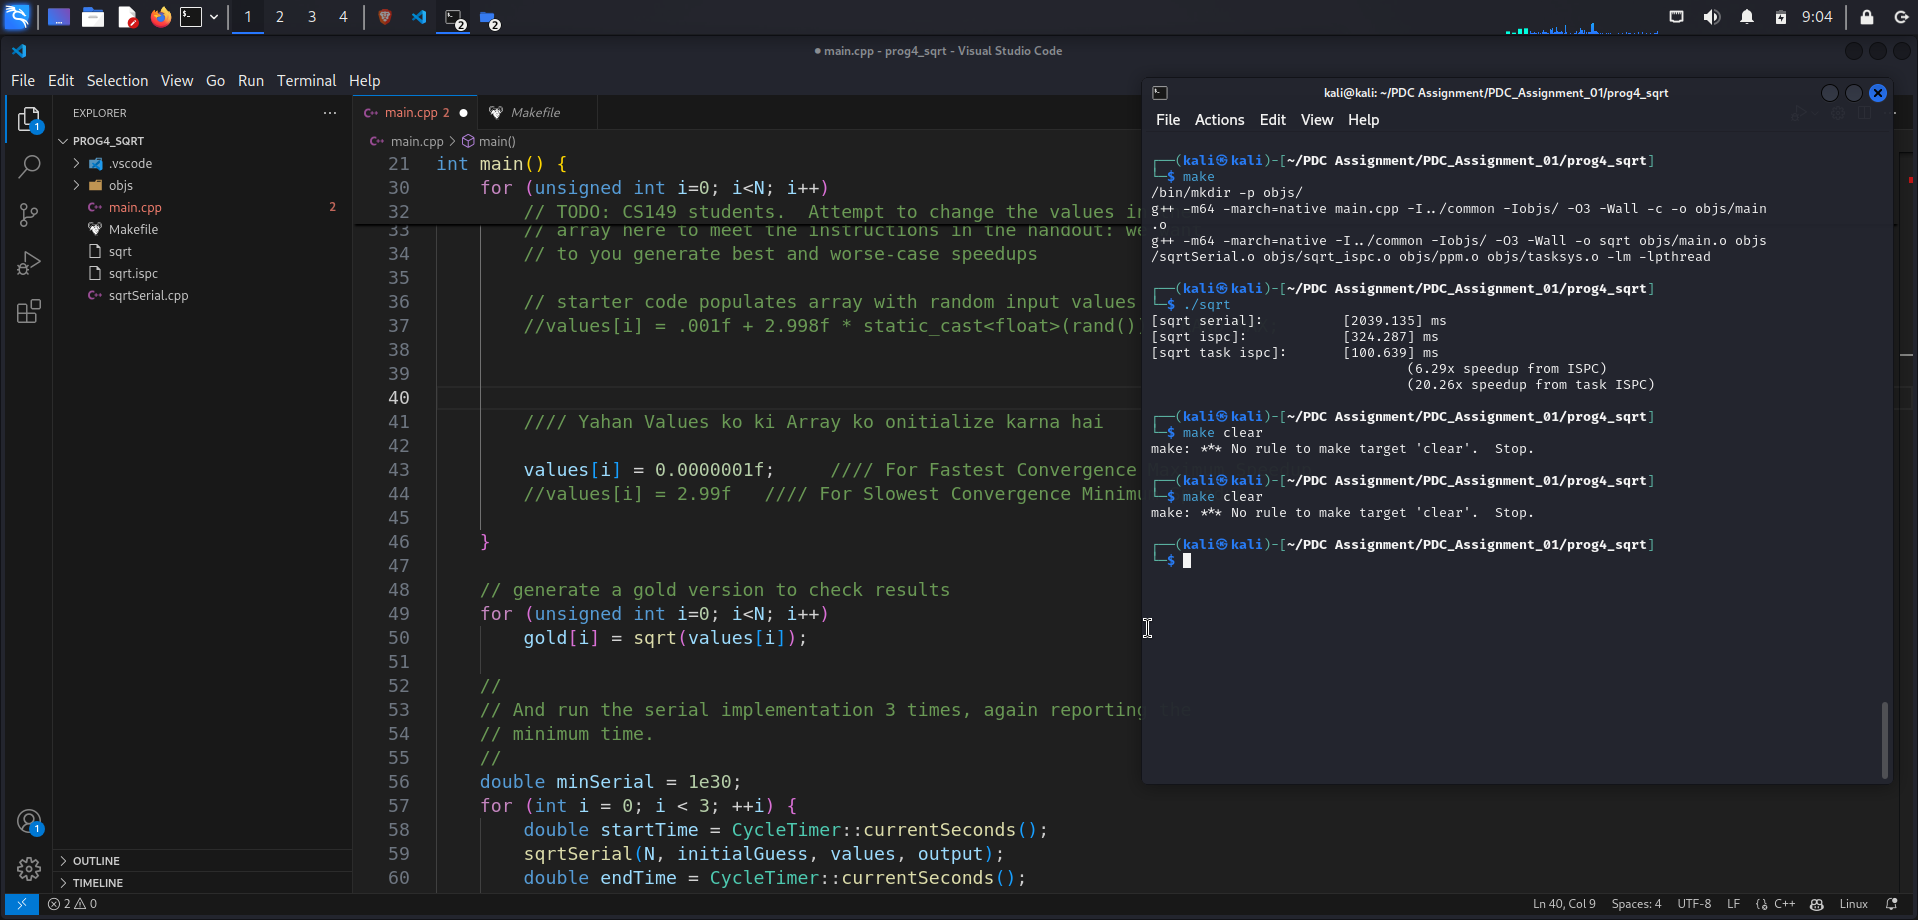 1 2 3 4 2 2 9:04
main.cpp - prog4_sqrt - Visual Studio Code
File Edit Selection View Go Run Terminal Help
EXPLORER
PROG4_SQRT
.vscode
objs
main.cpp 2
Makefile
sqrt
sqrt.ispc
sqrtSerial.cpp
OUTLINE
TIMELINE
1
1
main.cpp 2 Makefile
main.cpp > main()
21 int main() {
30 for (unsigned int i=0; i<N; i++)
32 // TODO: CS149 students.  Attempt to change the values in
33 // array here to meet the instructions in the handout: we
34 // to you generate best and worse-case speedups
35
36 // starter code populates array with random input values
37 //values[i] = .001f + 2.998f * static_cast<float>(rand())
38
39
40
41 //// Yahan Values ko ki Array ko onitialize karna hai
42
43 values[i] = 0.0000001f;     //// For Fastest Convergence
44 //values[i] = 2.99f   //// For Slowest Convergence Minimu
45
46 }
47
48 // generate a gold version to check results
49 for (unsigned int i=0; i<N; i++)
50 gold[i] = sqrt(values[i]);
51
52 //
53 // And run the serial implementation 3 times, again reporting the
54 // minimum time.
55 //
56 double minSerial = 1e30;
57 for (int i = 0; i < 3; ++i) {
58 double startTime = CycleTimer::currentSeconds();
59 sqrtSerial(N, initialGuess, values, output);
60 double endTime = CycleTimer::currentSeconds();
kali@kali: ~/PDC Assignment/PDC_Assignment_01/prog4_sqrt
File Actions Edit View Help
┌──(kali㉿kali)-[~/PDC Assignment/PDC_Assignment_01/prog4_sqrt]
└─$ make
/bin/mkdir -p objs/
g++ -m64 -march=native main.cpp -I../common -Iobjs/ -O3 -Wall -c -o objs/main
.o
g++ -m64 -march=native -I../common -Iobjs/ -O3 -Wall -o sqrt objs/main.o objs
/sqrtSerial.o objs/sqrt_ispc.o objs/ppm.o objs/tasksys.o -lm -lpthread
┌──(kali㉿kali)-[~/PDC Assignment/PDC_Assignment_01/prog4_sqrt]
└─$ ./sqrt
[sqrt serial]:          [2039.135] ms
[sqrt ispc]:            [324.287] ms
[sqrt task ispc]:       [100.639] ms
(6.29x speedup from ISPC)
(20.26x speedup from task ISPC)
┌──(kali㉿kali)-[~/PDC Assignment/PDC_Assignment_01/prog4_sqrt]
└─$ make clear
make: *** No rule to make target 'clear'.  Stop.
┌──(kali㉿kali)-[~/PDC Assignment/PDC_Assignment_01/prog4_sqrt]
└─$ make clear
make: *** No rule to make target 'clear'.  Stop.
┌──(kali㉿kali)-[~/PDC Assignment/PDC_Assignment_01/prog4_sqrt]
└─$
2 0 Ln 40, Col 9 Spaces: 4 UTF-8 LF {} C++ Linux